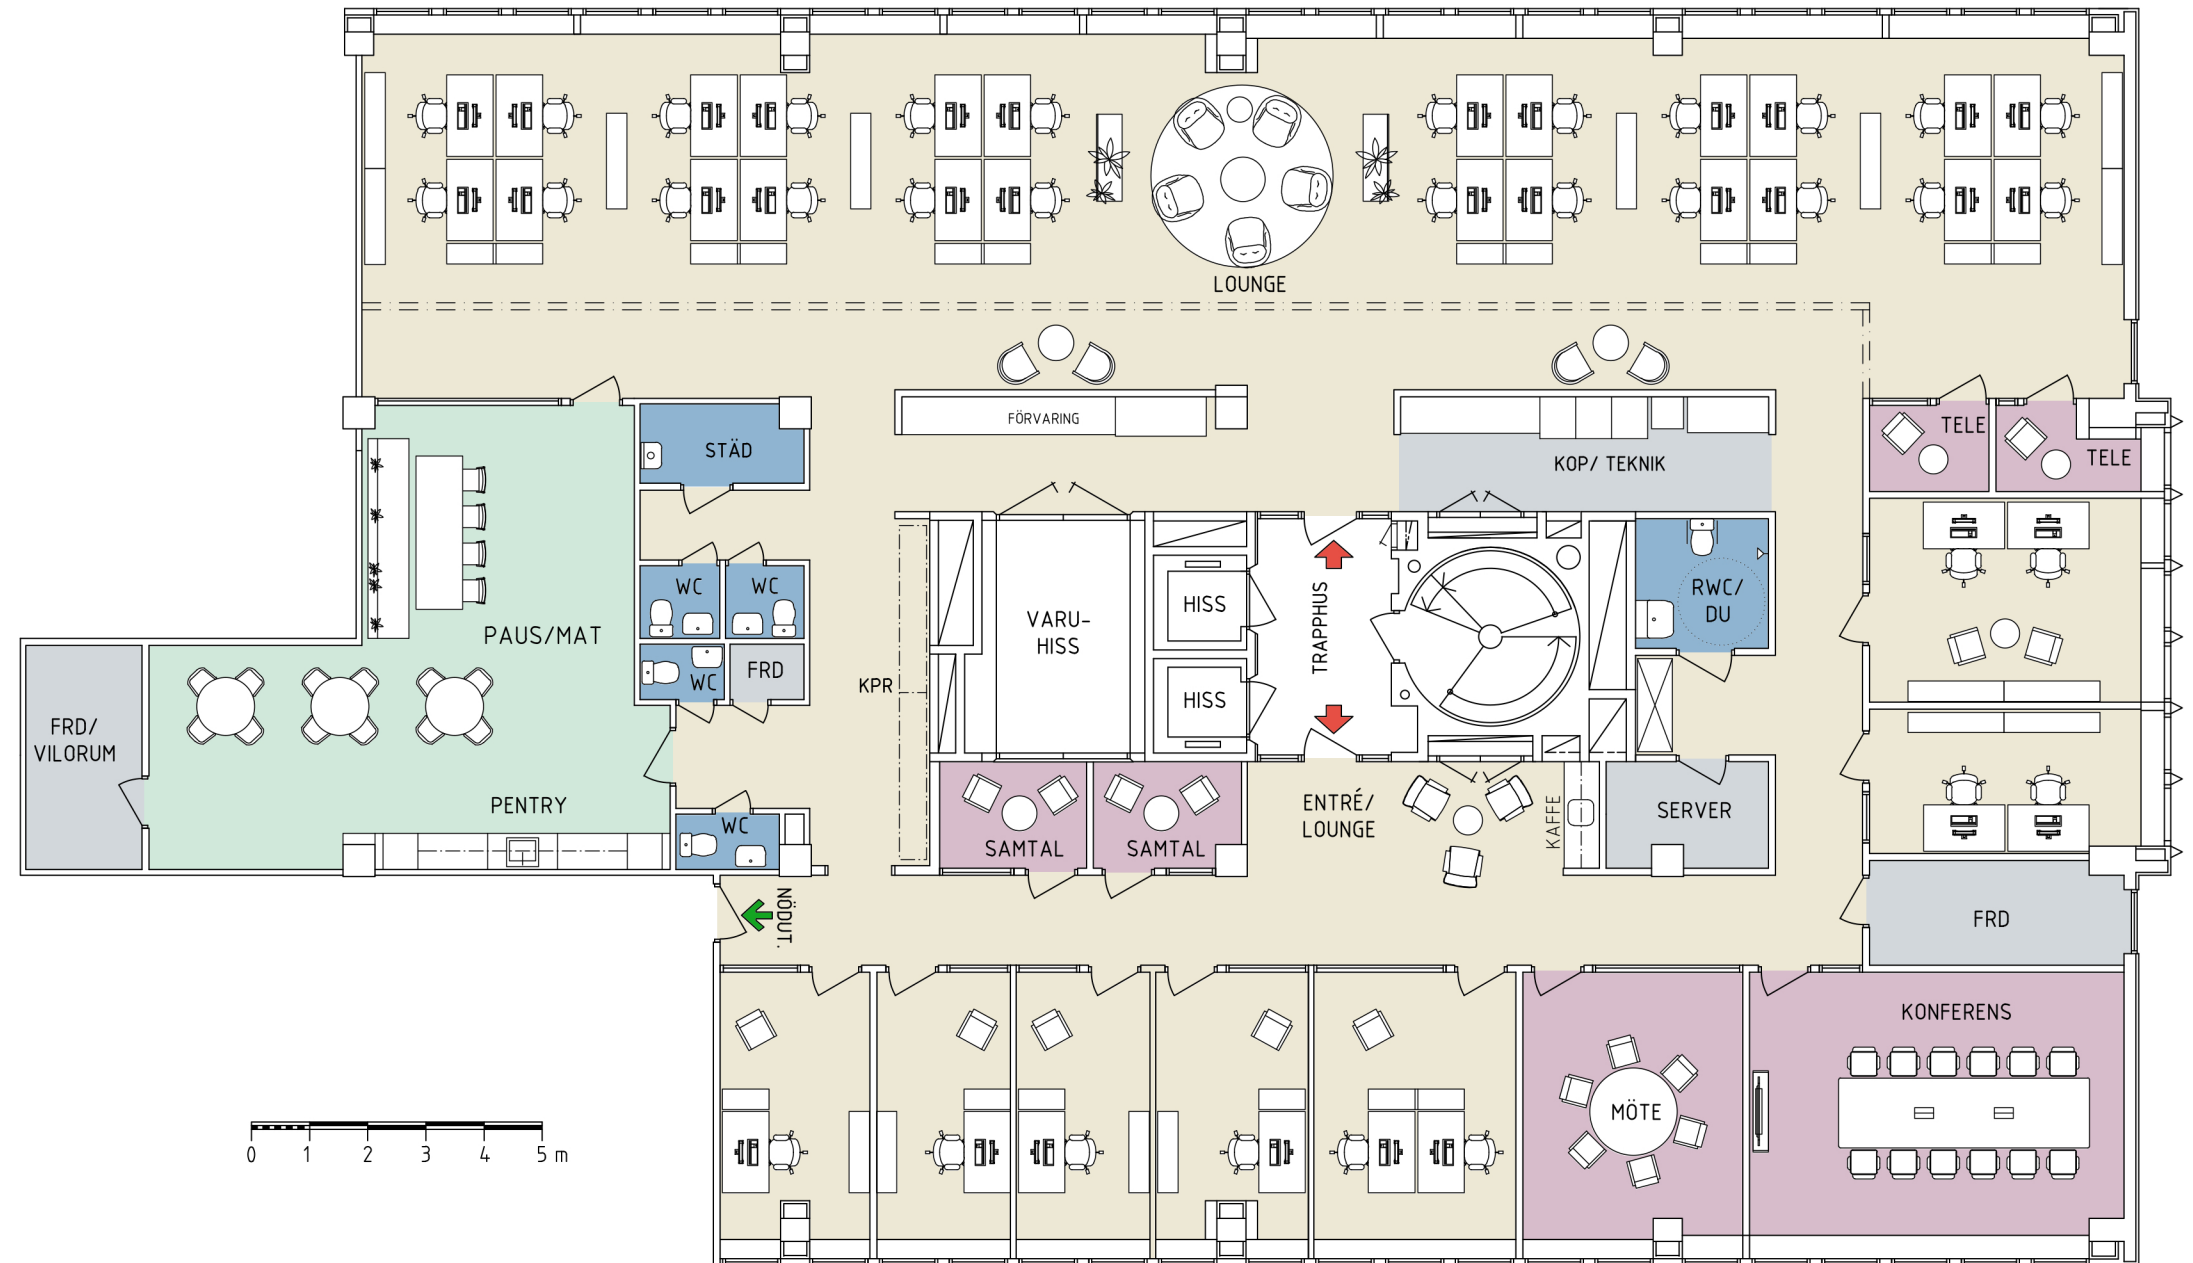 LOUNGE
FÖRVARING
KOP/ TEKNIK
TELE
TELE
STÄD
WC
WC
WC
FRD
PAUS/MAT
FRD/
VILORUM
PENTRY
WC
KPR
VARU-
HISS
HISS
HISS
TRAPPHUS
RWC/
DU
SAMTAL
SAMTAL
ENTRÉ/
LOUNGE
KAFFE
SERVER
NÖDUT.
FRD
KONFERENS
MÖTE
0 1 2 3 4 5 m